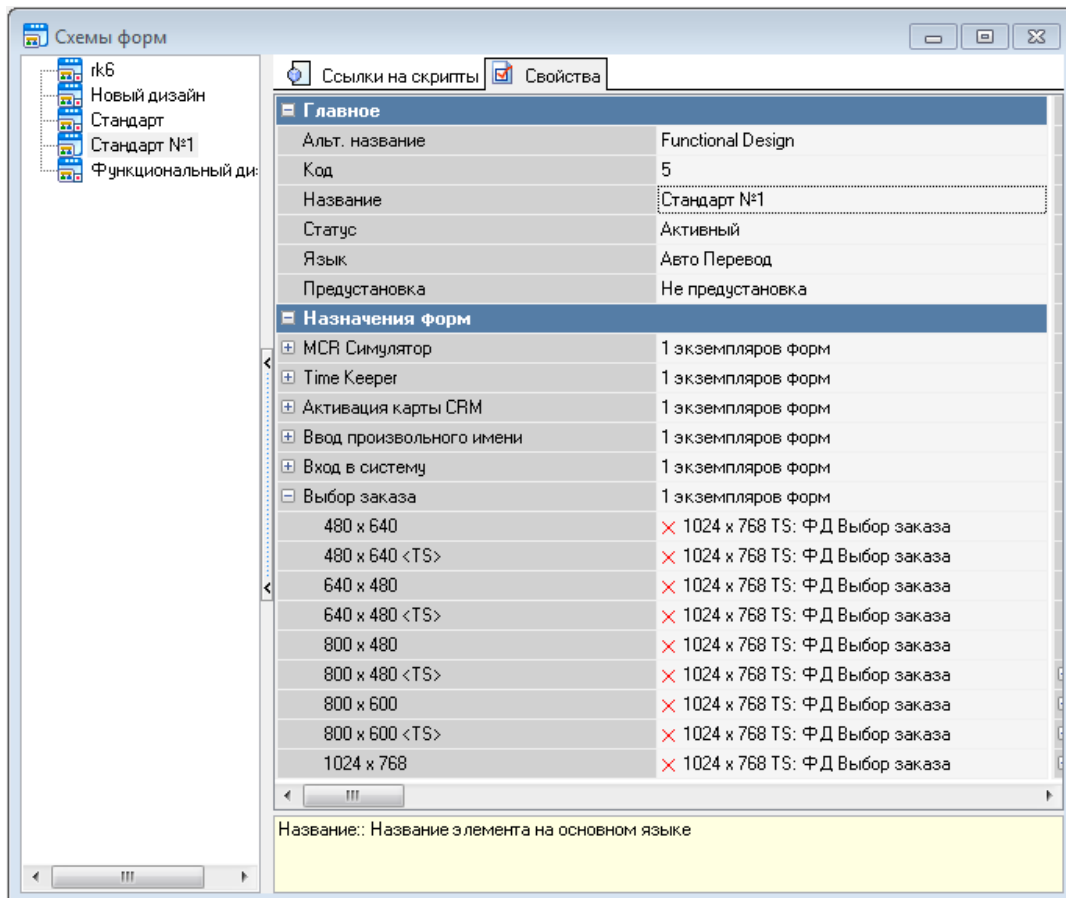 Схемы форм
rk6
Новый дизайн
Стандарт
Стандарт №1
Функциональный ди
Ссылки на скрипты
Свойства
Главное
Альт. название Functional Design
Код 5
Название Стандарт №1
Статус Активный
Язык Авто Перевод
Предустановка Не предустановка
Назначения форм
MCR Симулятор 1 экземпляров форм
Time Keeper 1 экземпляров форм
Активация карты CRM 1 экземпляров форм
Ввод произвольного имени 1 экземпляров форм
Вход в систему 1 экземпляров форм
Выбор заказа 1 экземпляров форм
480 x 640 1024 x 768 TS: ФД Выбор заказа
480 x 640 <TS> 1024 x 768 TS: ФД Выбор заказа
640 x 480 1024 x 768 TS: ФД Выбор заказа
640 x 480 <TS> 1024 x 768 TS: ФД Выбор заказа
800 x 480 1024 x 768 TS: ФД Выбор заказа
800 x 480 <TS> 1024 x 768 TS: ФД Выбор заказа
800 x 600 1024 x 768 TS: ФД Выбор заказа
800 x 600 <TS> 1024 x 768 TS: ФД Выбор заказа
1024 x 768 1024 x 768 TS: ФД Выбор заказа
Название:: Название элемента на основном языке